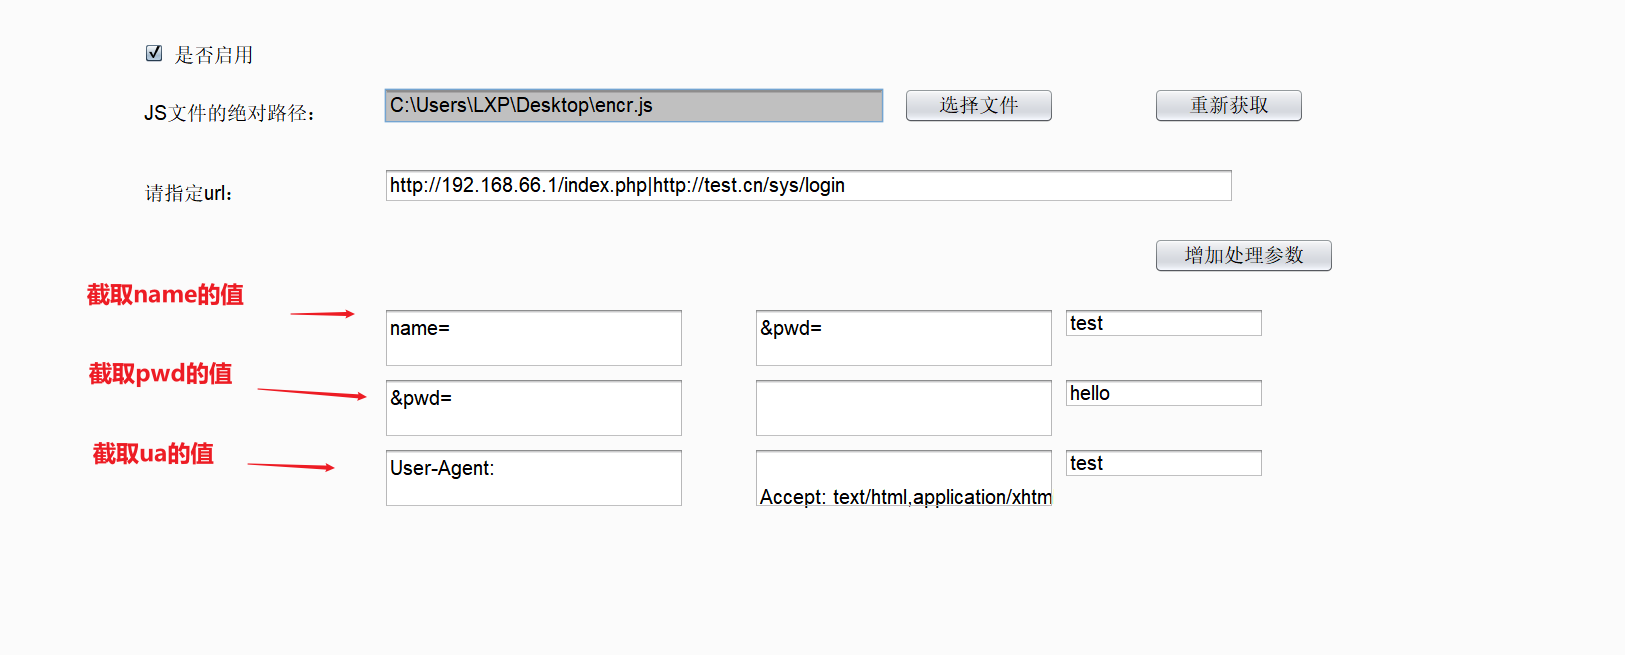 是否启用
JS文件的绝对路径：
C:\Users\LXP\Desktop\encr.js
选择文件
重新获取
请指定url：
http://192.168.66.1/index.php|http://test.cn/sys/login
增加处理参数
截取name的值
name=
&pwd=
test
截取pwd的值
&pwd=
hello
截取ua的值
User-Agent:
Accept: text/html,application/xhtm
test